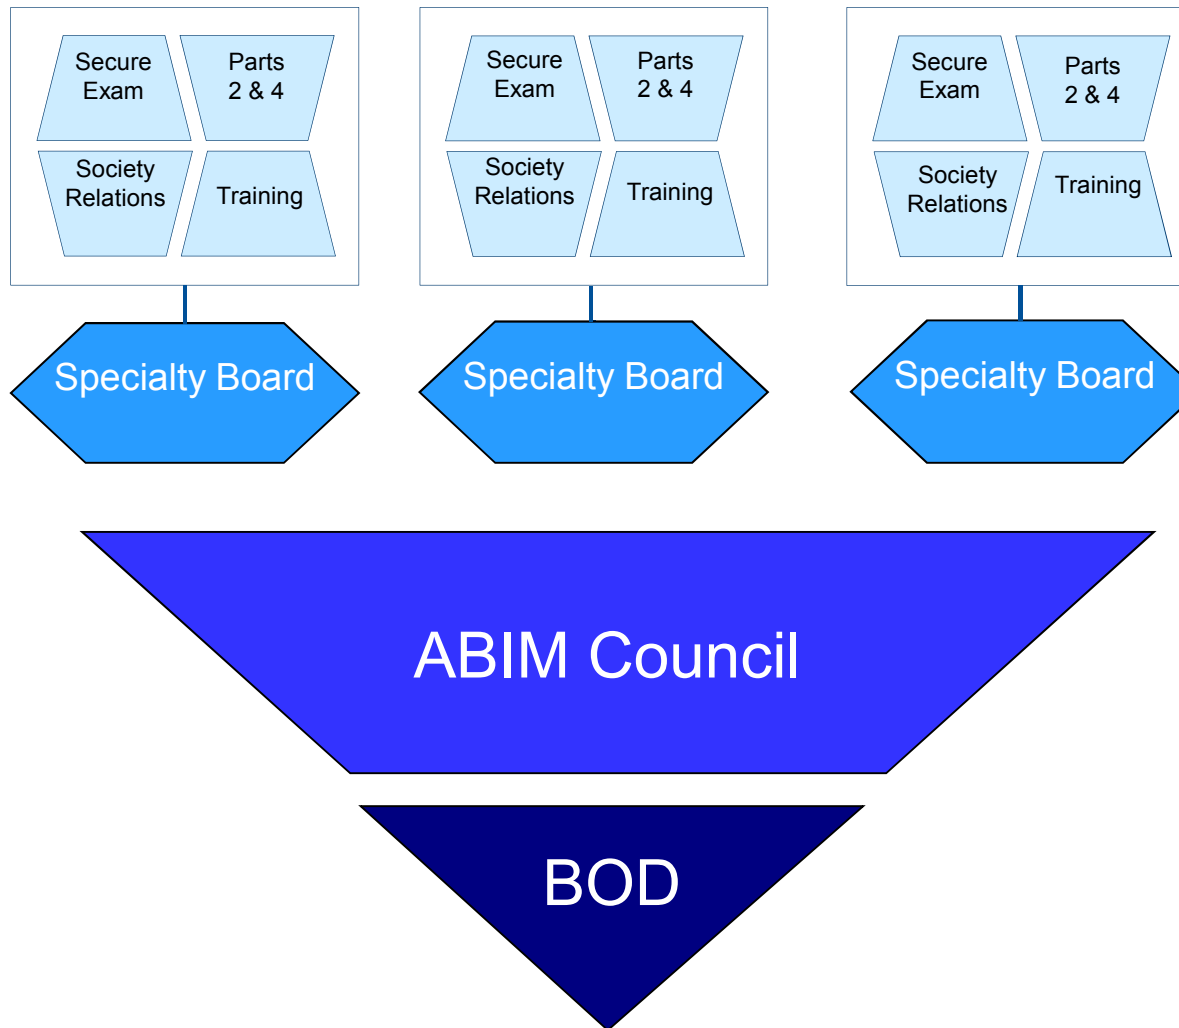 Secure
Exam
Parts
2 & 4
Society
Relations
Training
Specialty Board
Secure
Exam
Parts
2 & 4
Society
Relations
Training
Specialty Board
Secure
Exam
Parts
2 & 4
Society
Relations
Training
Specialty Board
ABIM Council
BOD